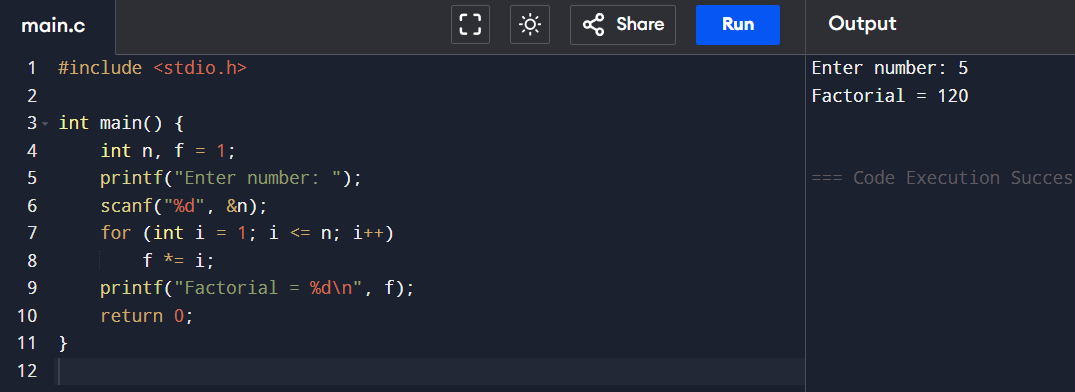 main.c Share Run Output
1 #include <stdio.h>
2
3 int main() {
4     int n, f = 1;
5     printf("Enter number: ");
6     scanf("%d", &n);
7     for (int i = 1; i <= n; i++)
8         f *= i;
9     printf("Factorial = %d\n", f);
10     return 0;
11 }
12
Enter number: 5
Factorial = 120
=== Code Execution Succes